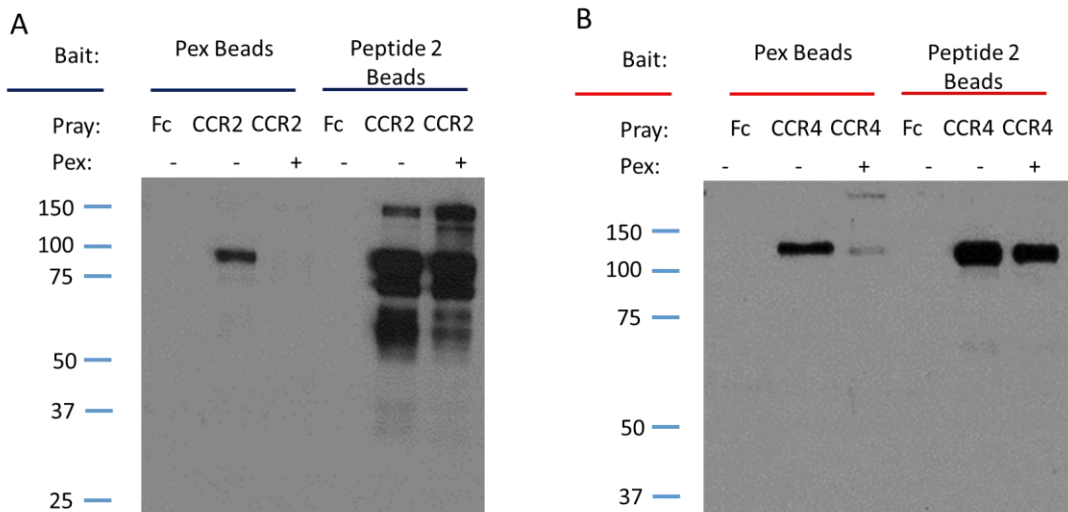 A
Bait: Pex Beads Peptide 2
Beads
Pray: Fc CCR2 CCR2 Fc CCR2 CCR2
Pex: - - + - - +
150
100
75
50
37
25
B
Bait: Pex Beads Peptide 2
Beads
Pray: Fc CCR4 CCR4 Fc CCR4 CCR4
Pex: - - + - - +
150
100
75
50
37